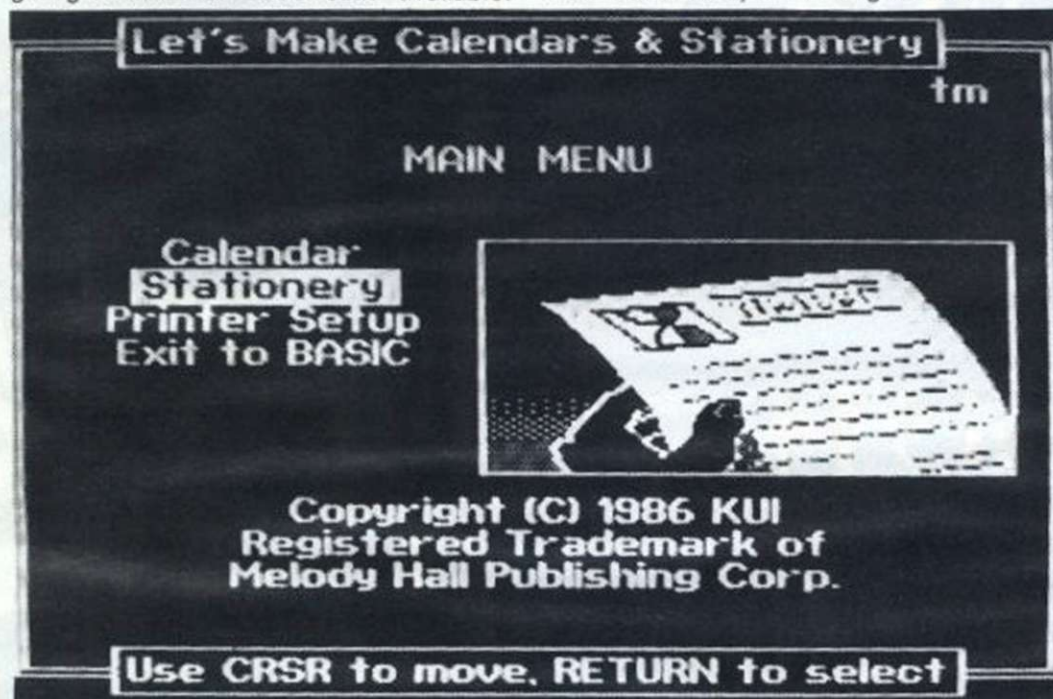 Let's Make Calendars & Stationery
tm
MAIN MENU
Calendar
Stationery
Printer Setup
Exit to BASIC
Copyright (C) 1986 KUI
Registered Trademark of
Melody Hall Publishing Corp.
Use CRSR to move, RETURN to select